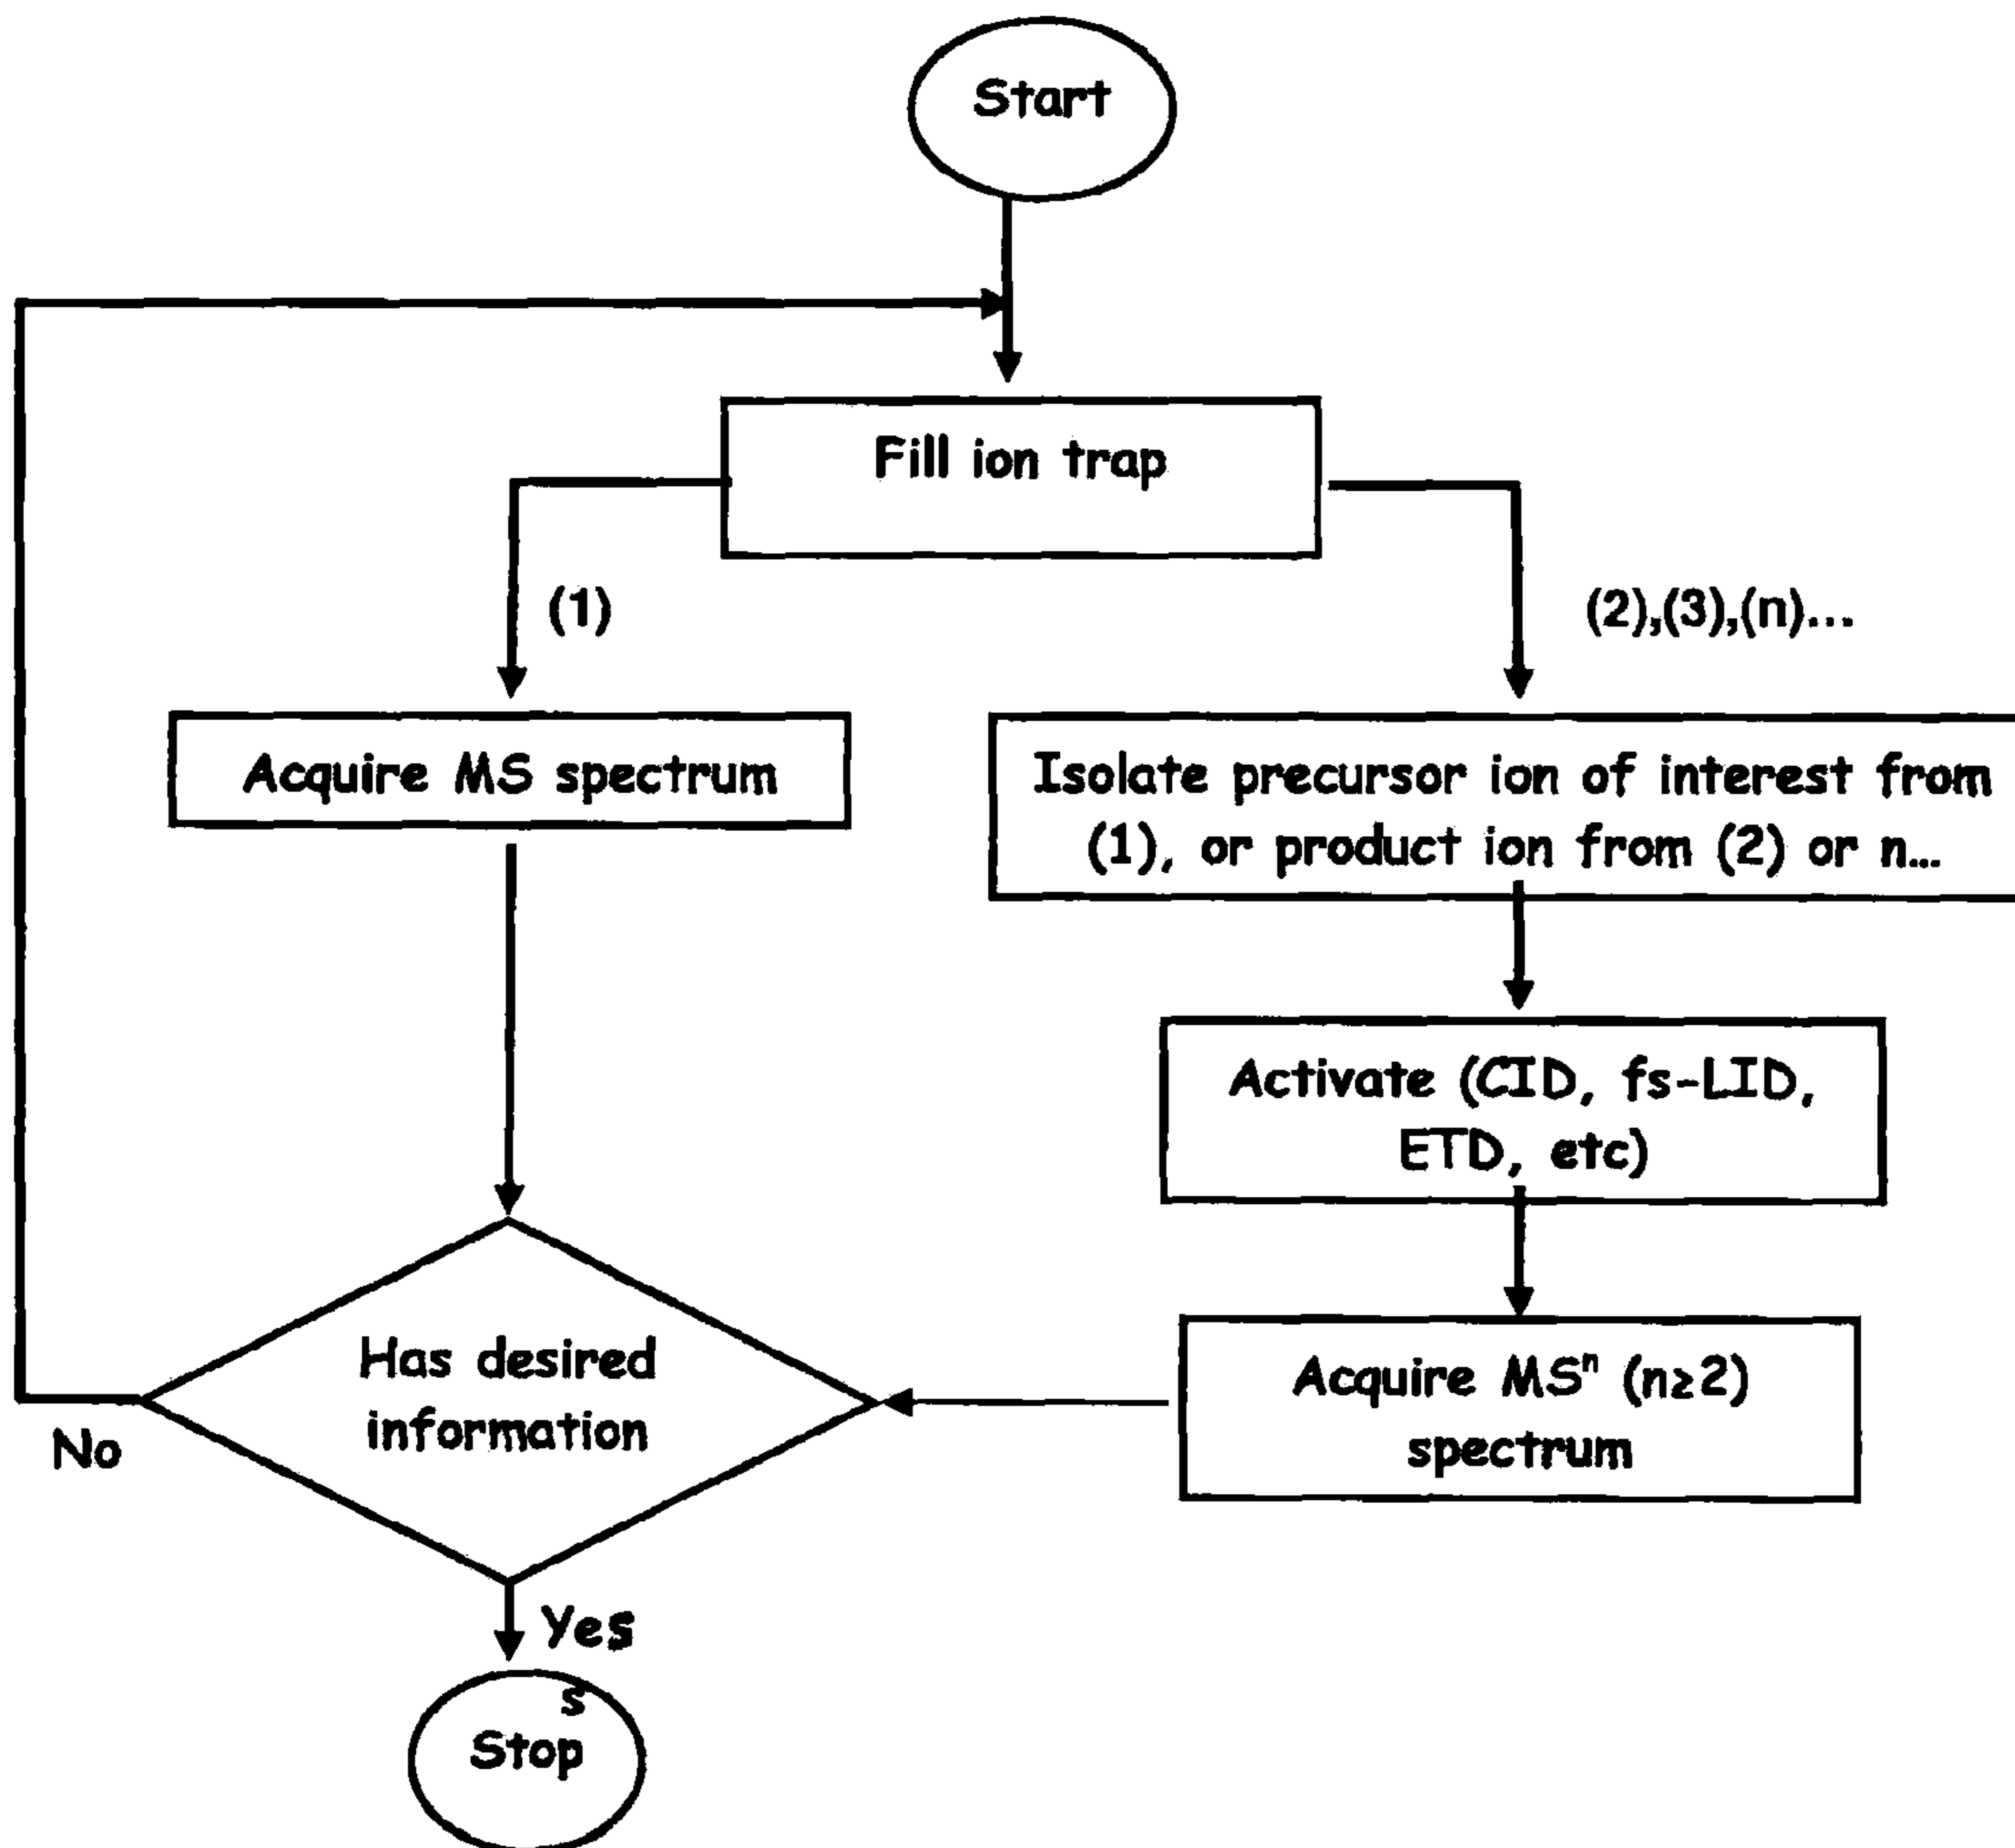 Start
Fill ion trap
(1)
(2),(3),(n)...
Acquire MS spectrum
Isolate precursor ion of interest from
(1), or product ion from (2) or n...
Activate (CID, fs-LID,
ETD, etc)
Has desired
information
Acquire MSⁿ (n≥2)
spectrum
No
Yes
s
Stop